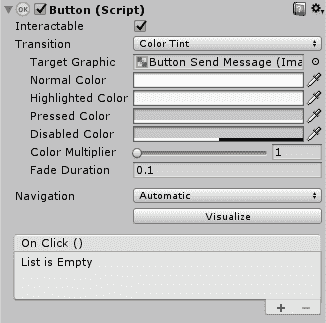 OK Button (Script)
Interactable
Transition Color Tint
Target Graphic Button Send Message (Ima
Normal Color
Highlighted Color
Pressed Color
Disabled Color
Color Multiplier 1
Fade Duration 0.1
Navigation Automatic
Visualize
On Click ()
List is Empty
+ −